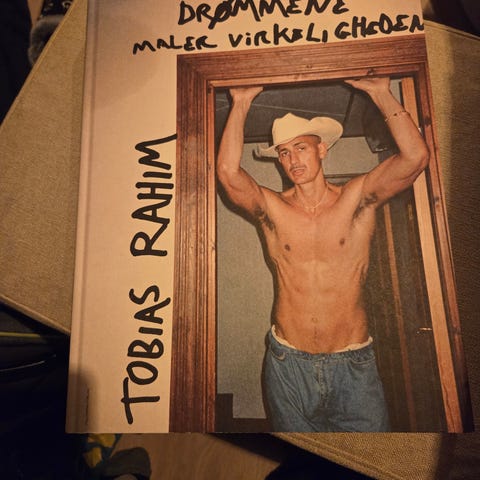 DRØMMENE
MALER VIRKELIGHEDEN
TOBIAS RAHIM